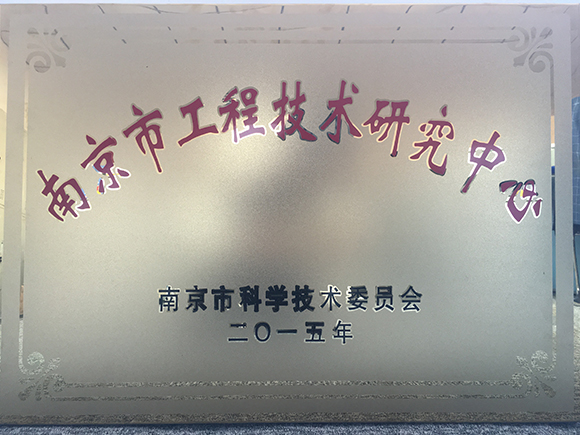 南京市工程技术研究中心
南京市科学技术委员会
二〇一五年